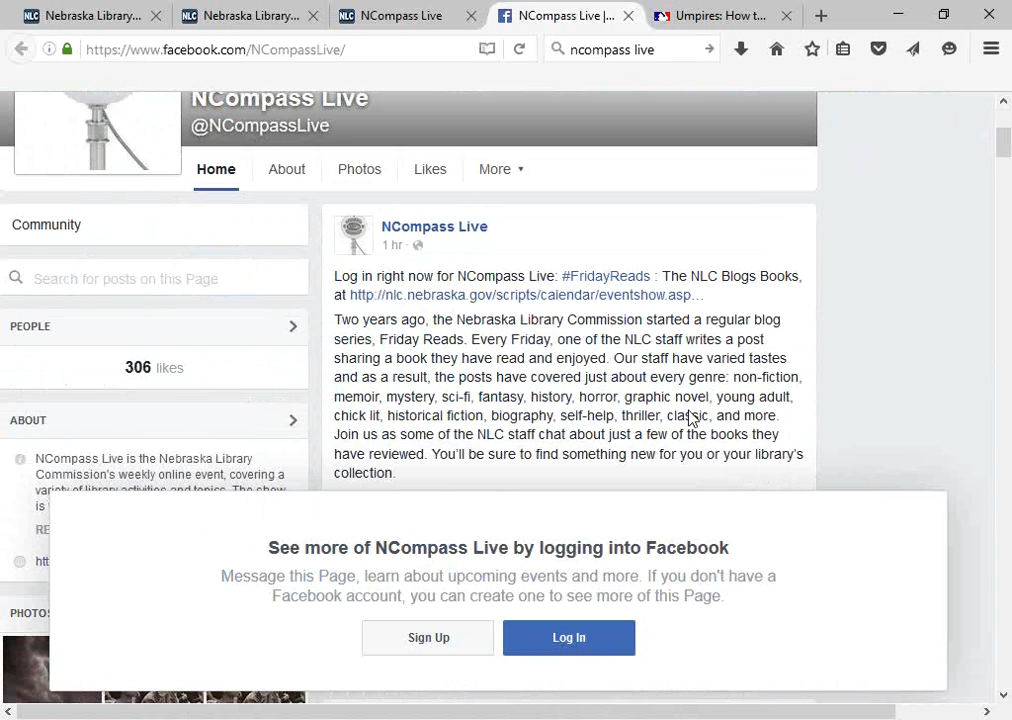 Nebraska Library...
Nebraska Library...
NCompass Live
NCompass Live |...
Umpires: How t...
https://www.facebook.com/NCompassLive/
ncompass live
NCompass Live
@NCompassLive
Home About Photos Likes More
Community
Search for posts on this Page
PEOPLE
306 likes
ABOUT
NCompass Live is the Nebraska Library
Commission's weekly online event, covering a
variety of library activities and topics. The show
is
RE
htt
PHOTOS
NCompass Live
1 hr ·
Log in right now for NCompass Live: #FridayReads : The NLC Blogs Books,
at http://nlc.nebraska.gov/scripts/calendar/eventshow.asp…
Two years ago, the Nebraska Library Commission started a regular blog
series, Friday Reads. Every Friday, one of the NLC staff writes a post
sharing a book they have read and enjoyed. Our staff have varied tastes
and as a result, the posts have covered just about every genre: non-fiction,
memoir, mystery, sci-fi, fantasy, history, horror, graphic novel, young adult,
chick lit, historical fiction, biography, self-help, thriller, classic, and more.
Join us as some of the NLC staff chat about just a few of the books they
have reviewed. You'll be sure to find something new for you or your library's
collection.
See more of NCompass Live by logging into Facebook
Message this Page, learn about upcoming events and more. If you don't have a
Facebook account, you can create one to see more of this Page.
Sign Up
Log In